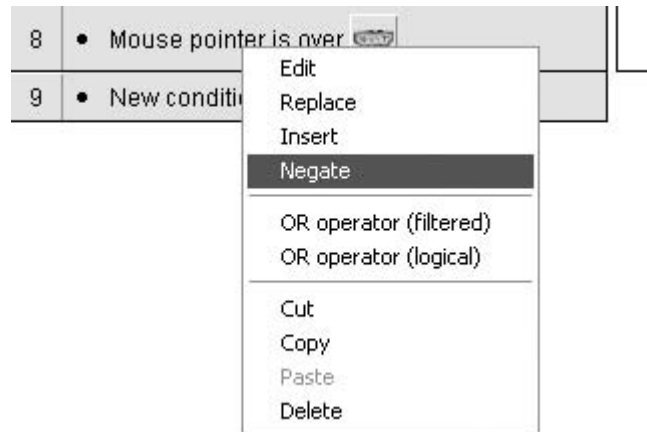 8 • Mouse pointer is over
Edit
9 • New conditi
Replace
Insert
Negate
OR operator (filtered)
OR operator (logical)
Cut
Copy
Paste
Delete